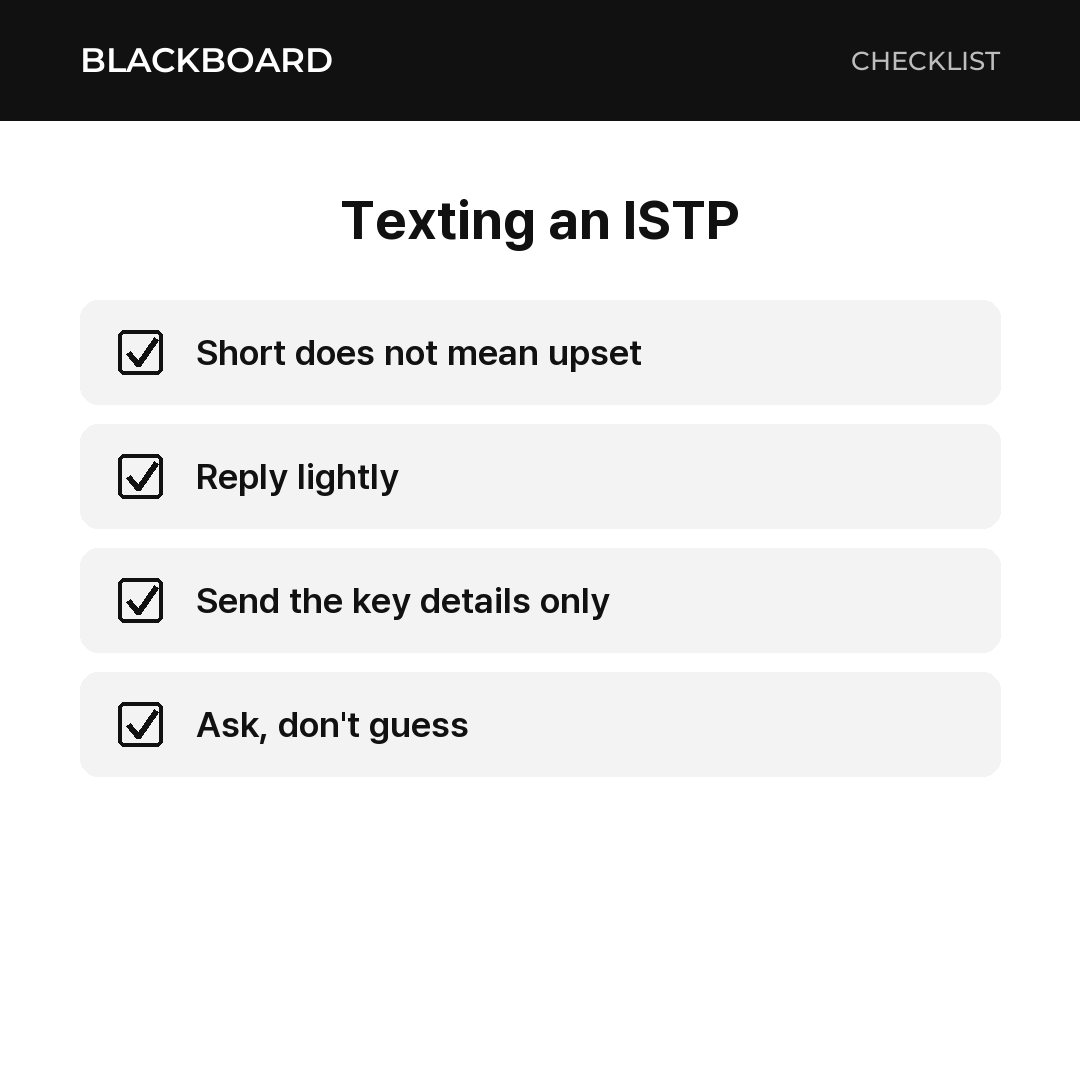 BLACKBOARD
CHECKLIST
Texting an ISTP
Short does not mean upset
Reply lightly
Send the key details only
Ask, don't guess